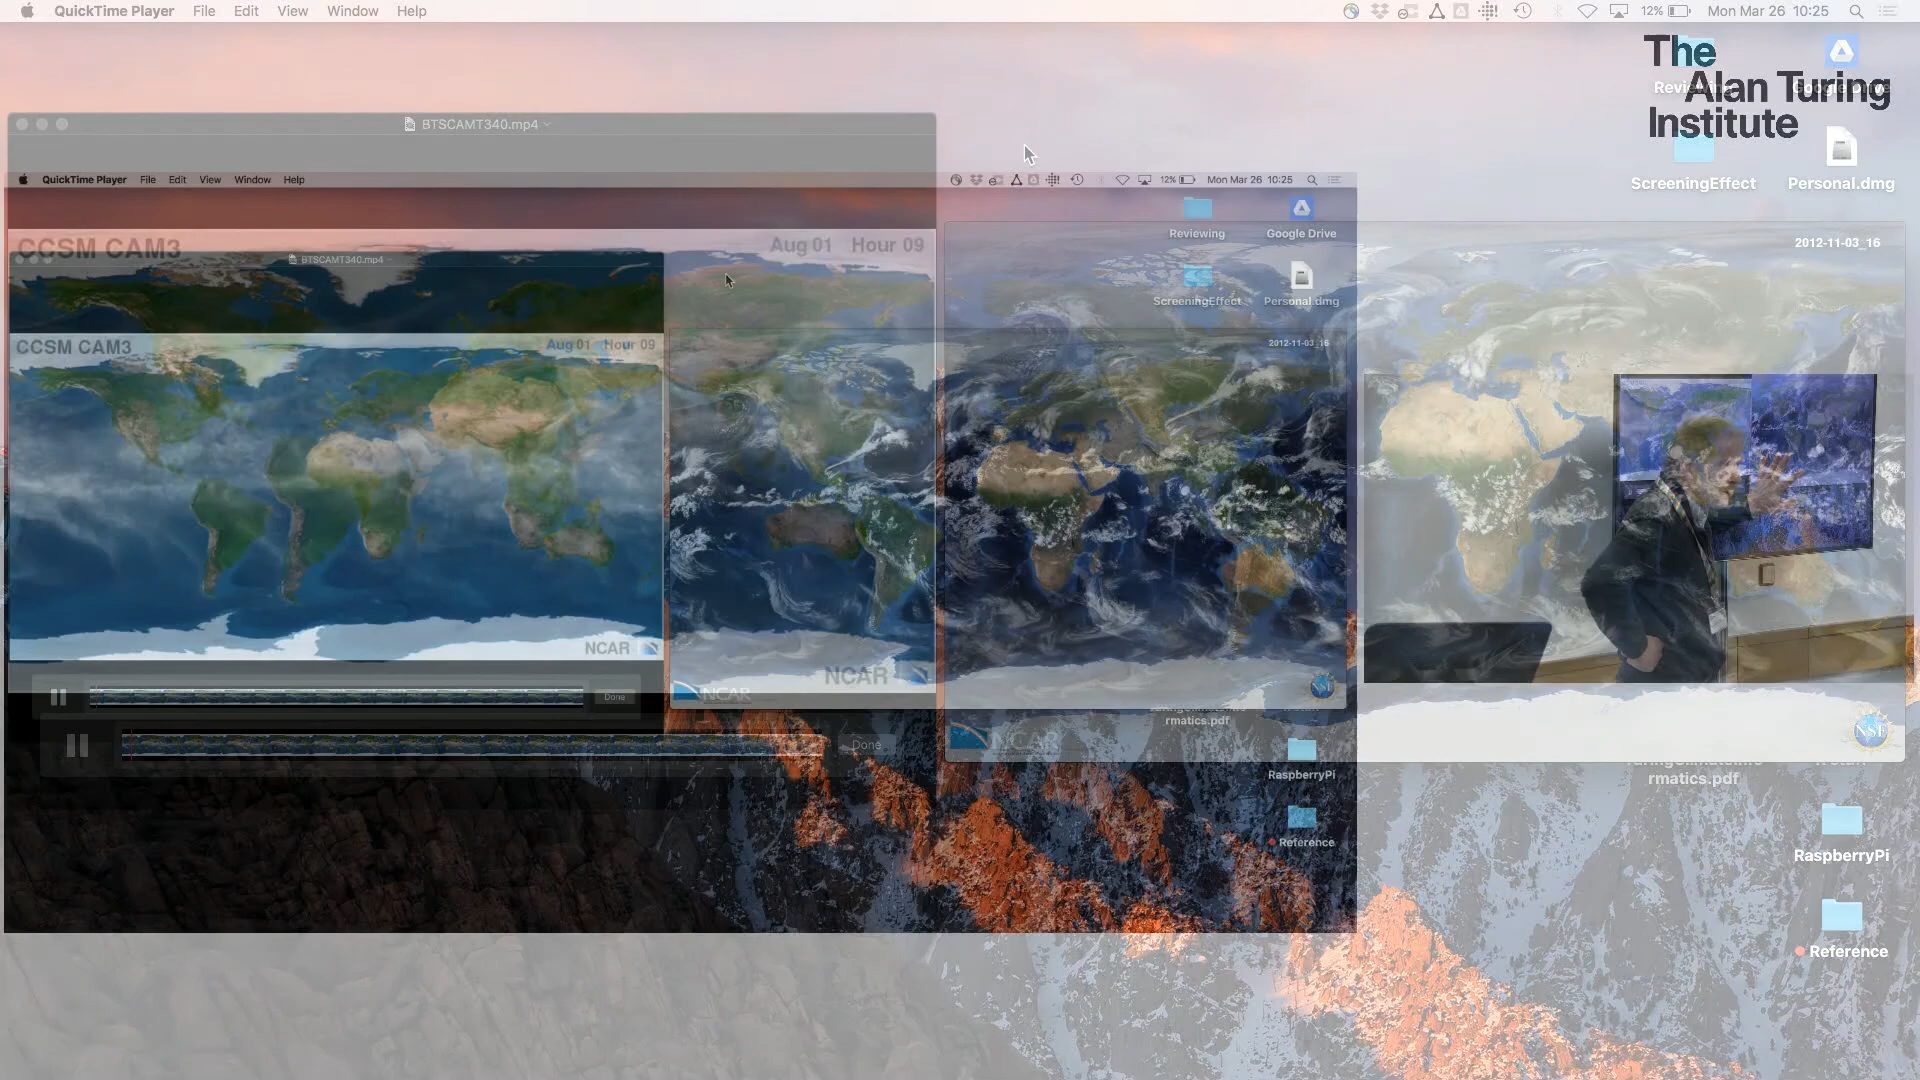 QuickTime Player File Edit View Window Help
12% Mon Mar 26 10:25
The
Alan Turing
Institute
BTSCAMT340.mp4
ScreeningEffect Personal.dmg
QuickTime Player File Edit View Window Help
12% Mon Mar 26 10:25
Reviewing Google Drive
CCSM CAM3 Aug 01 Hour 09
2012-11-03_16
BTSCAMT340.mp4
ScreeningEffect Personal.dmg
CCSM CAM3 Aug 01 Hour 09
2012-11-03_16
NCAR
NCAR
NCAR
NSF
Done
Done
rmatics.pdf
RaspberryPi
rmatics.pdf
Reference
RaspberryPi
Reference